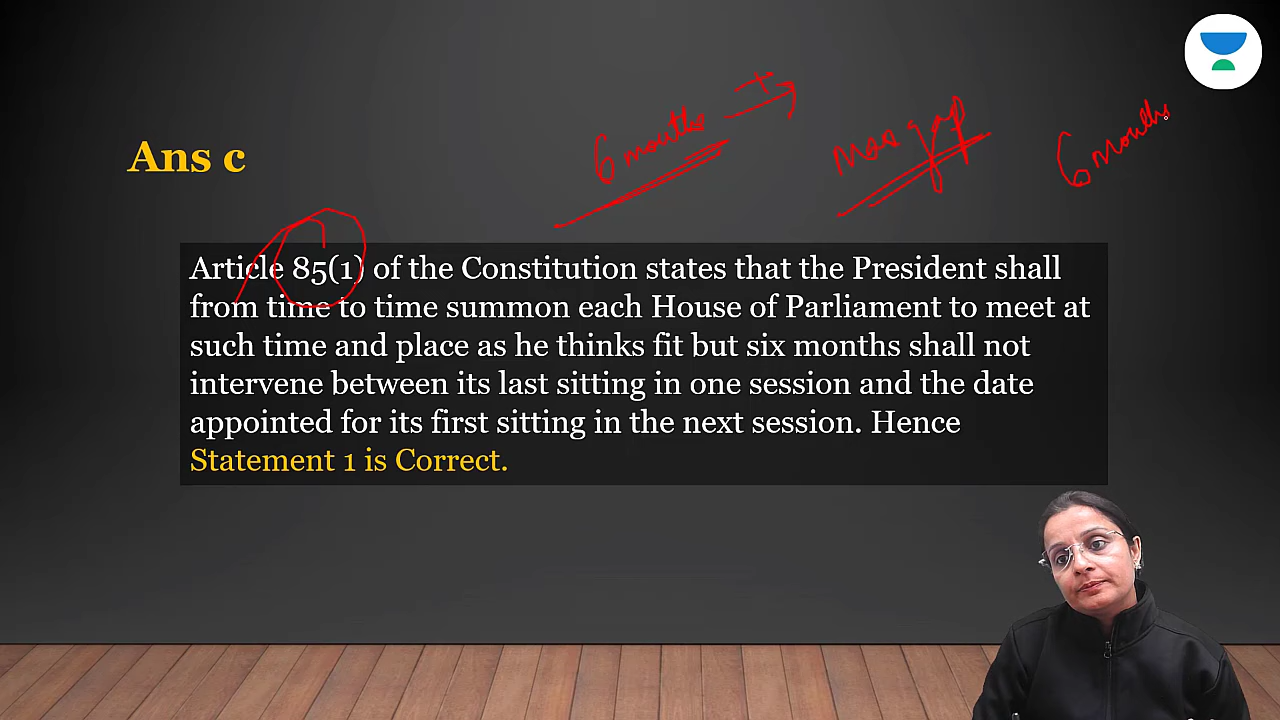 6 months
max gap
6 months
Ans c
Article 85(1) of the Constitution states that the President shall
from time to time summon each House of Parliament to meet at
such time and place as he thinks fit but six months shall not
intervene between its last sitting in one session and the date
appointed for its first sitting in the next session. Hence
Statement 1 is Correct.